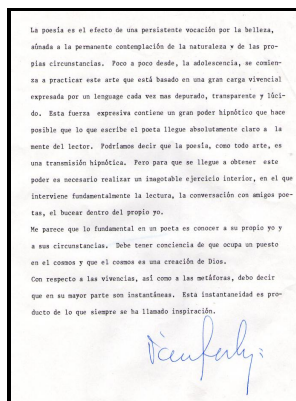 La poesía es el efecto de una persistente vocación por la belleza,
aúnada a la permanente contemplación de la naturaleza y de las pro-
pias circunstancias. Poco a poco desde, la adolescencia, se comien-
za a practicar este arte que está basado en una gran carga vivencial
expresada por un lenguage cada vez mas depurado, transparente y lúci-
do. Esta fuerza expresiva contiene un gran poder hipnótico que hace
posible que lo que escribe el poeta llegue absolutamente claro a la
mente del lector. Podríamos decir que la poesía, como todo arte, es
una transmisión hipnótica. Pero para que se llegue a obtener este
poder es necesario realizar un inagotable ejercicio interior, en el que
interviene fundamentalmente la lectura, la conversación con amigos poe-
tas, el bucear dentro del propio yo.
Me parece que lo fundamental en un poeta es conocer a su propio yo y
a sus circunstancias. Debe tener conciencia de que ocupa un puesto
en el cosmos y que el cosmos es una creación de Dios.
Con respecto a las vivencias, así como a las metáforas, debo decir
que en su mayor parte son instantáneas. Esta instantaneidad es pro-
ducto de lo que siempre se ha llamado inspiración.